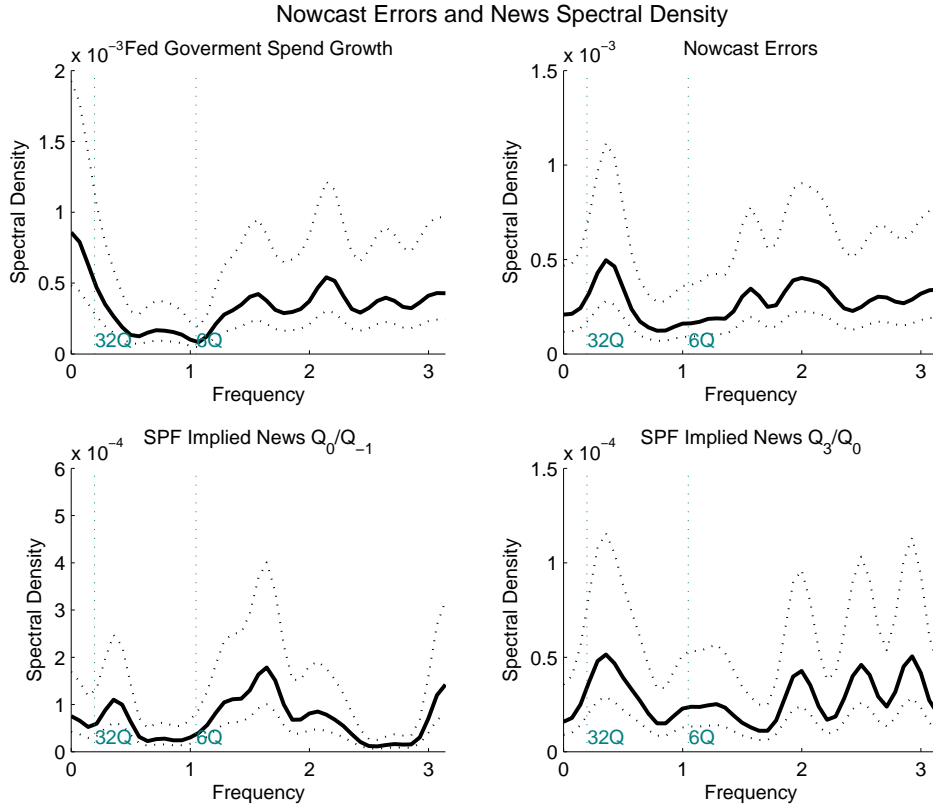 Nowcast Errors and News Spectral Density
x 10⁻³ Fed Goverment Spend Growth
2
1.5
1
0.5
0
Spectral Density
32Q
6Q
0 1 2 3
Frequency
x 10⁻³
Nowcast Errors
1.5
1
0.5
0
Spectral Density
32Q
6Q
0 1 2 3
Frequency
x 10⁻⁴
SPF Implied News Q₀/Q₋₁
6
5
4
3
2
1
0
Spectral Density
32Q
6Q
0 1 2 3
Frequency
x 10⁻⁴
SPF Implied News Q₃/Q₀
1.5
1
0.5
0
Spectral Density
32Q
6Q
0 1 2 3
Frequency